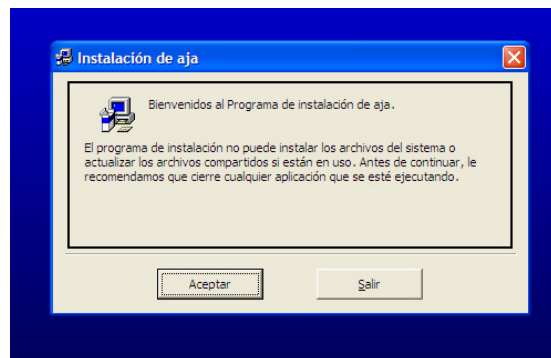 Instalación de aja
Bienvenidos al Programa de instalación de aja.
El programa de instalación no puede instalar los archivos del sistema o
actualizar los archivos compartidos si están en uso. Antes de continuar, le
recomendamos que cierre cualquier aplicación que se esté ejecutando.
Aceptar
Salir